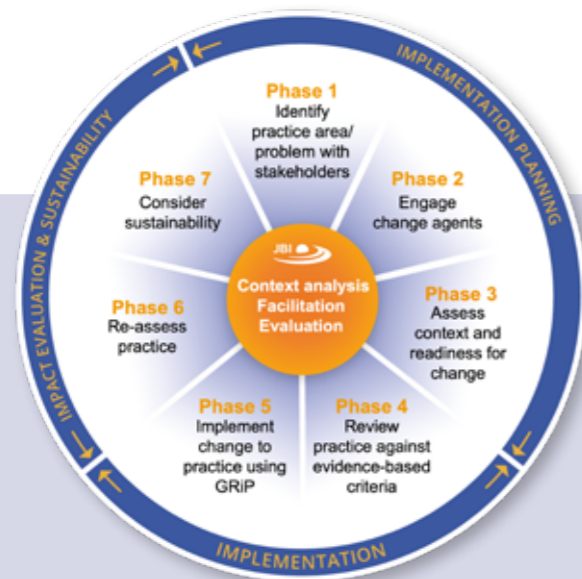 IMPLEMENTATION PLANNING
Phase 1
Identify
practice area/
problem with
stakeholders
Phase 2
Engage
change agents
Phase 3
Assess
context and
readiness for
change
Phase 4
Review
practice against
evidence-based
criteria
Phase 5
Implement
change to
practice using
GRiP
Phase 6
Re-assess
practice
Phase 7
Consider
sustainability
JBI
Context analysis
Facilitation
Evaluation
IMPLEMENTATION
IMPACT EVALUATION & SUSTAINABILITY